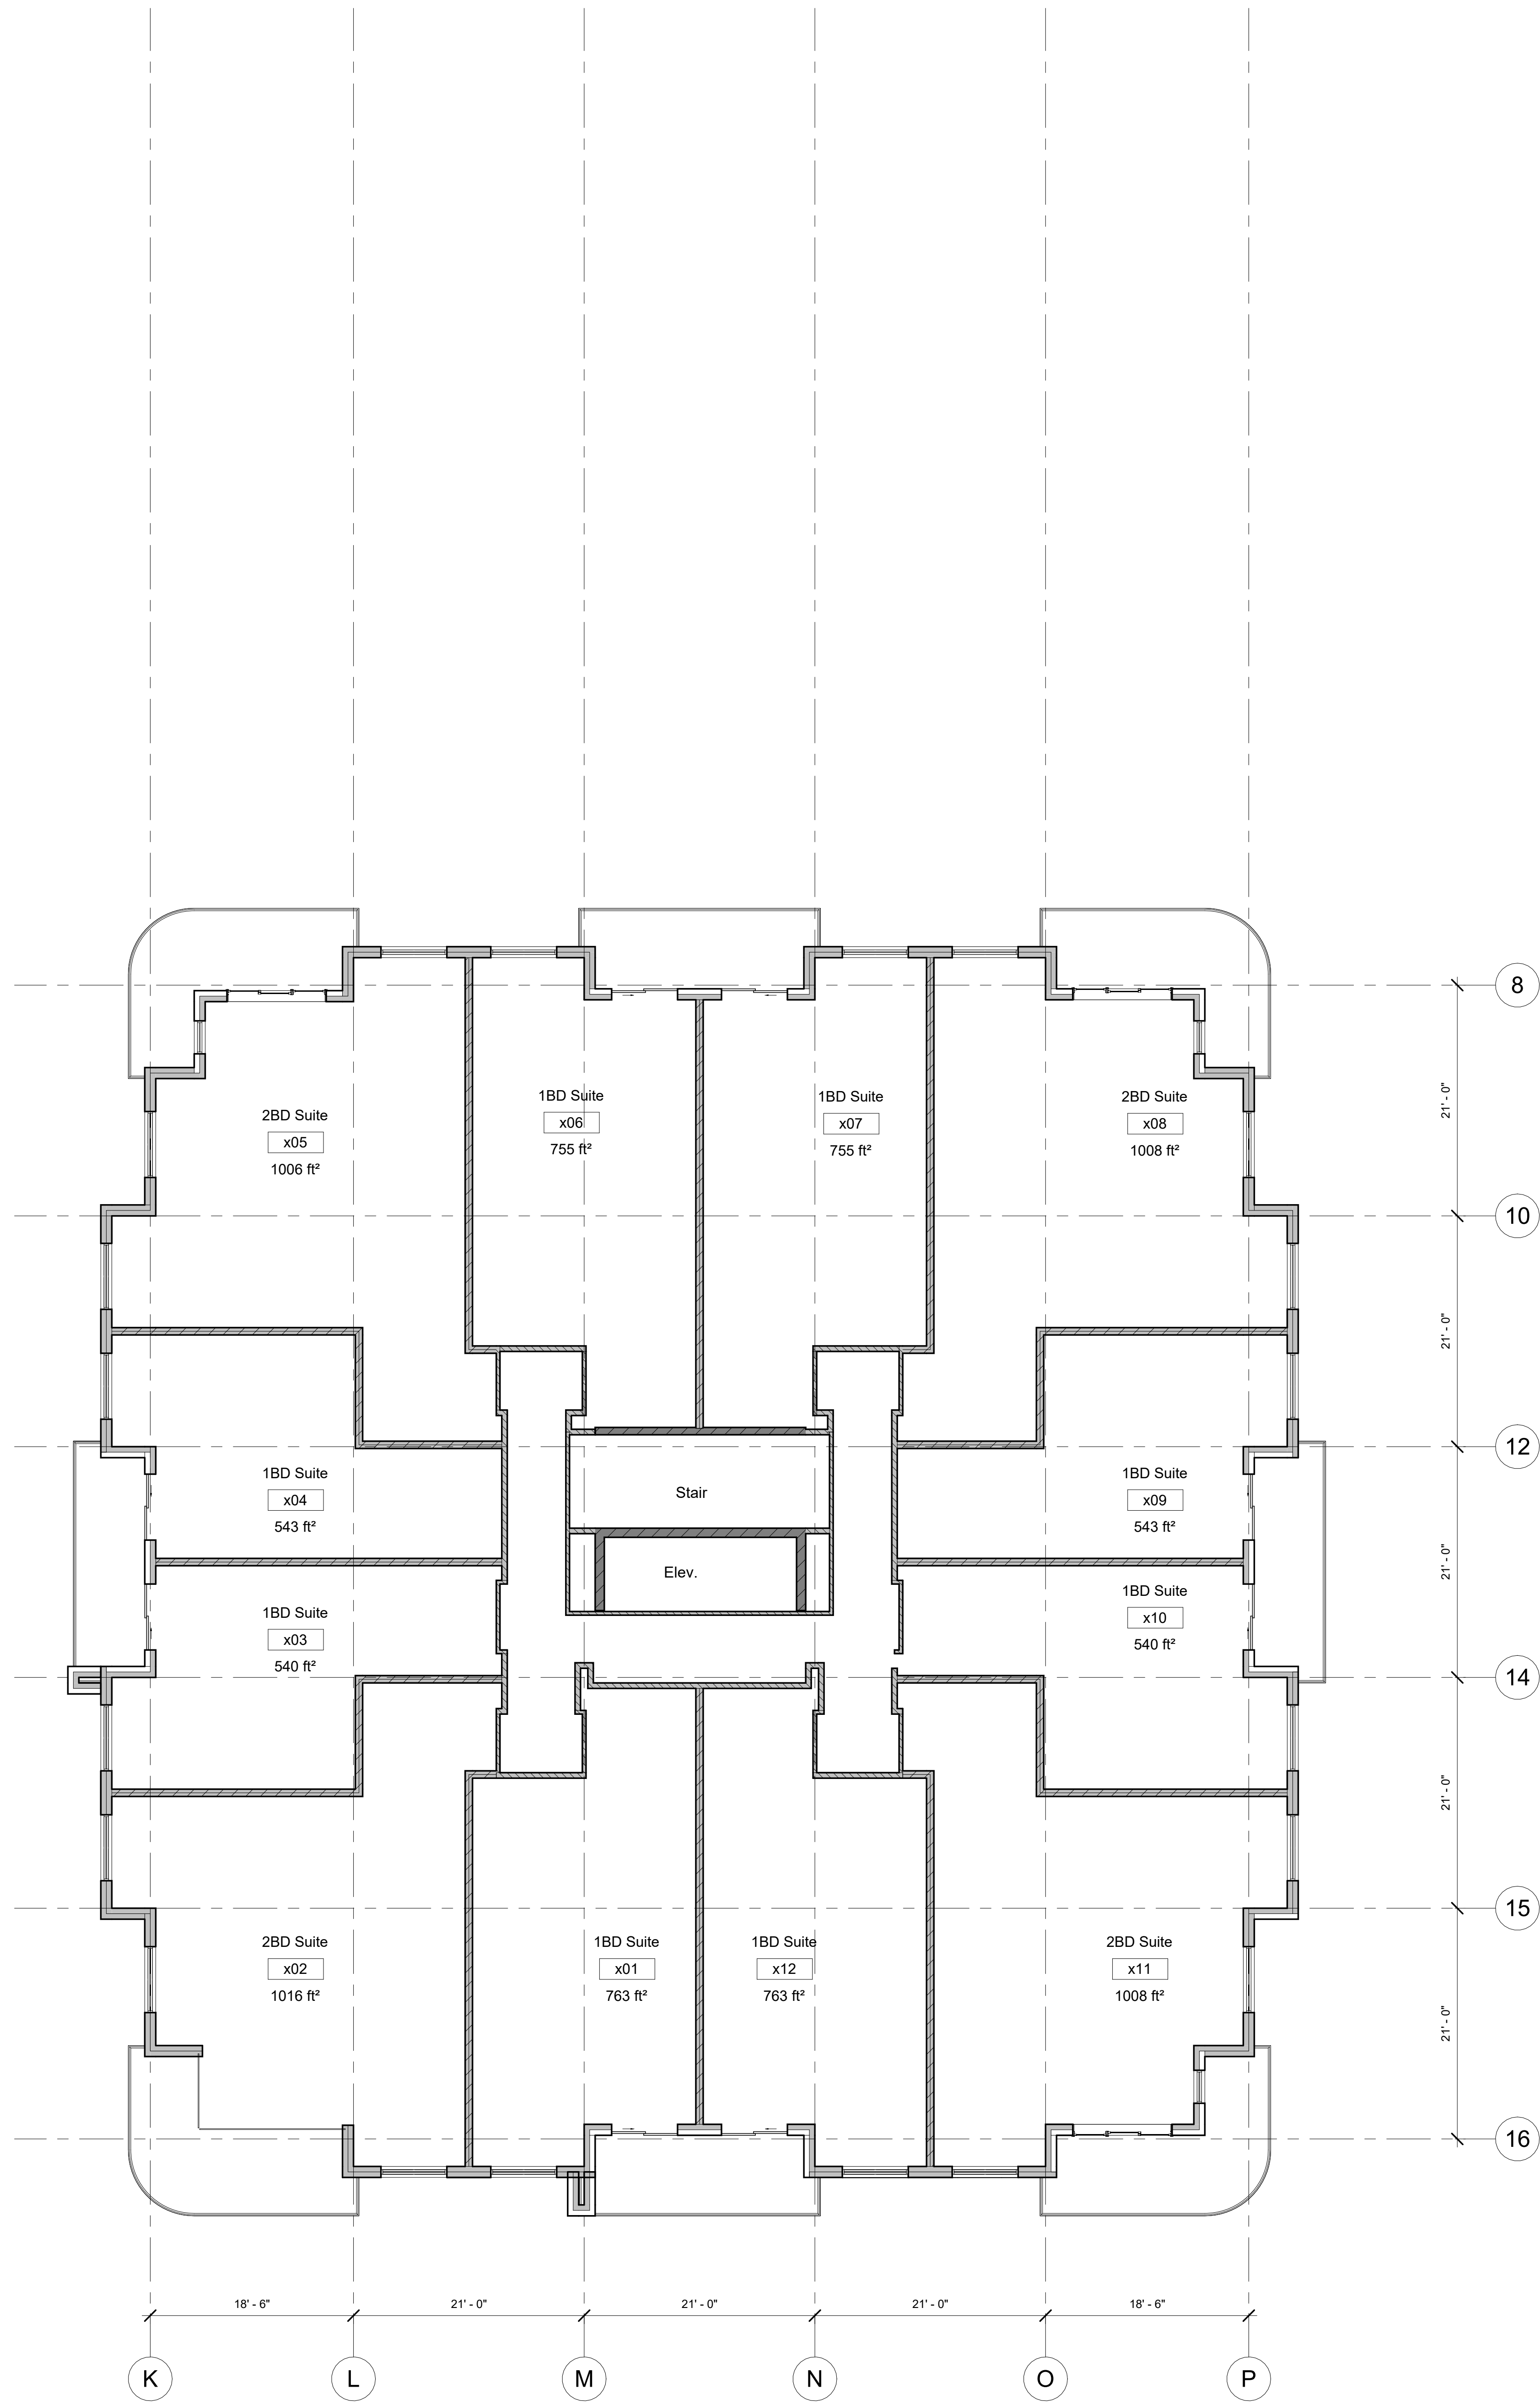 8
1BD Suite
x06
755 ft²
1BD Suite
x07
755 ft²
2BD Suite
x08
1008 ft²
2BD Suite
x05
1006 ft²
21' - 0"
10
21' - 0"
12
1BD Suite
x04
543 ft²
Stair
1BD Suite
x09
543 ft²
21' - 0"
Elev.
1BD Suite
x03
540 ft²
1BD Suite
x10
540 ft²
14
21' - 0"
15
2BD Suite
x02
1016 ft²
1BD Suite
x01
763 ft²
1BD Suite
x12
763 ft²
2BD Suite
x11
1008 ft²
21' - 0"
16
18' - 6"
21' - 0"
21' - 0"
21' - 0"
18' - 6"
K
L
M
N
O
P